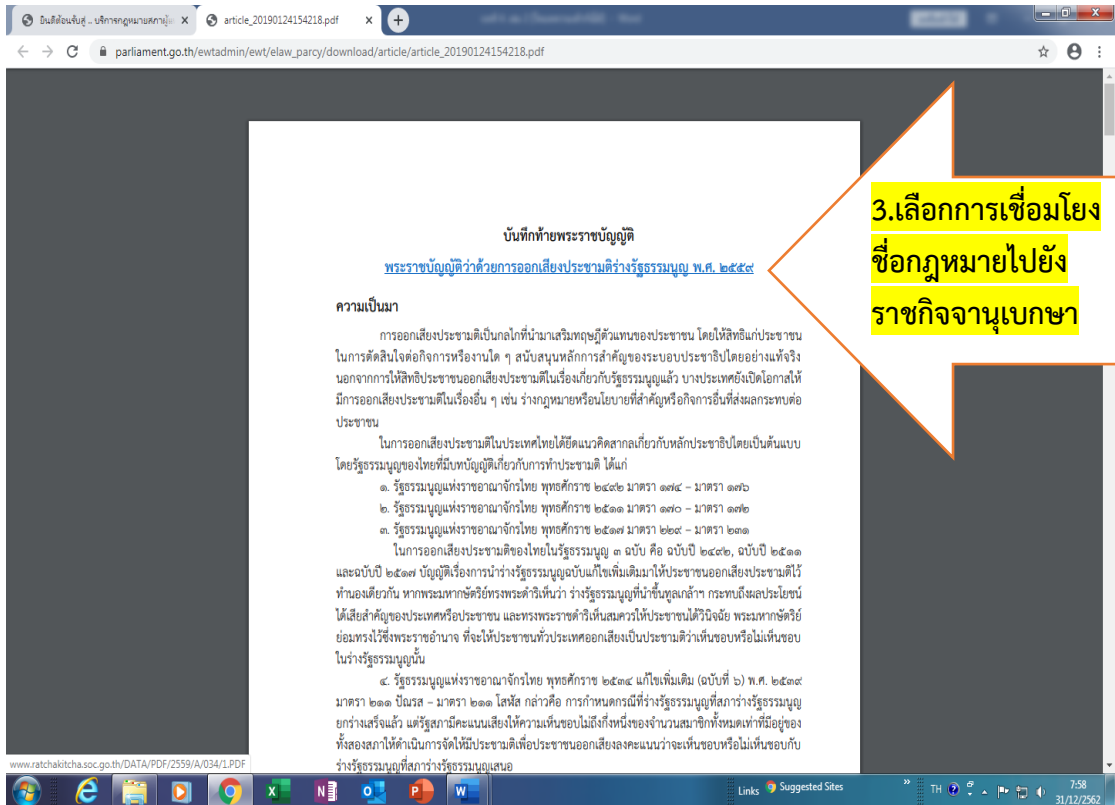 ยินดีต้อนรับสู่ .. บริการกฎหมายสภาผู้แ
article_20190124154218.pdf
parliament.go.th/ewtadmin/ewt/elaw_parcy/download/article/article_20190124154218.pdf
3.เลือกการเชื่อมโยง
ชื่อกฎหมายไปยัง
ราชกิจจานุเบกษา
บันทึกท้ายพระราชบัญญัติ
พระราชบัญญัติว่าด้วยการออกเสียงประชามติร่างรัฐธรรมนูญ พ.ศ. ๒๕๕๙
ความเป็นมา
การออกเสียงประชามติเป็นกลไกที่นำมาเสริมทฤษฎีตัวแทนของประชาชน โดยให้สิทธิแก่ประชาชน
ในการตัดสินใจต่อกิจการหรืองานใด ๆ สนับสนุนหลักการสำคัญของระบอบประชาธิปไตยอย่างแท้จริง
นอกจากการให้สิทธิประชาชนออกเสียงประชามติในเรื่องเกี่ยวกับรัฐธรรมนูญแล้ว บางประเทศยังเปิดโอกาสให้
มีการออกเสียงประชามติในเรื่องอื่น ๆ เช่น ร่างกฎหมายหรือนโยบายที่สำคัญหรือกิจการอื่นที่ส่งผลกระทบต่อ
ประชาชน
ในการออกเสียงประชามติในประเทศไทยได้ยึดแนวคิดสากลเกี่ยวกับหลักประชาธิปไตยเป็นต้นแบบ
โดยรัฐธรรมนูญของไทยที่มีบทบัญญัติเกี่ยวกับการทำประชามติ ได้แก่
๑. รัฐธรรมนูญแห่งราชอาณาจักรไทย พุทธศักราช ๒๔๙๒ มาตรา ๑๗๔ – มาตรา ๑๗๖
๒. รัฐธรรมนูญแห่งราชอาณาจักรไทย พุทธศักราช ๒๕๑๑ มาตรา ๑๗๐ – มาตรา ๑๗๒
๓. รัฐธรรมนูญแห่งราชอาณาจักรไทย พุทธศักราช ๒๕๑๗ มาตรา ๒๒๙ – มาตรา ๒๓๑
ในการออกเสียงประชามติของไทยในรัฐธรรมนูญ ๓ ฉบับ คือ ฉบับปี ๒๔๙๒, ฉบับปี ๒๕๑๑
และฉบับปี ๒๕๑๗ บัญญัติเรื่องการนำร่างรัฐธรรมนูญฉบับแก้ไขเพิ่มเติมมาให้ประชาชนออกเสียงประชามติไว้
ทำนองเดียวกัน หากพระมหากษัตริย์ทรงพระดำริเห็นว่า ร่างรัฐธรรมนูญที่นำขึ้นทูลเกล้าฯ กระทบถึงผลประโยชน์
ได้เสียสำคัญของประเทศหรือประชาชน และทรงพระราชดำริเห็นสมควรให้ประชาชนได้วินิจฉัย พระมหากษัตริย์
ย่อมทรงไว้ซึ่งพระราชอำนาจ ที่จะให้ประชาชนทั่วประเทศออกเสียงเป็นประชามติว่าเห็นชอบหรือไม่เห็นชอบ
ในร่างรัฐธรรมนูญนั้น
๔. รัฐธรรมนูญแห่งราชอาณาจักรไทย พุทธศักราช ๒๕๓๔ แก้ไขเพิ่มเติม (ฉบับที่ ๖) พ.ศ. ๒๕๓๙
มาตรา ๒๑๑ ปัณรส – มาตรา ๒๑๑ โสฬส กล่าวคือ การกำหนดกรณีที่ร่างรัฐธรรมนูญที่สภาร่างรัฐธรรมนูญ
ยกร่างเสร็จแล้ว แต่รัฐสภามีคะแนนเสียงให้ความเห็นชอบไม่ถึงกึ่งหนึ่งของจำนวนสมาชิกทั้งหมดเท่าที่มีอยู่ของ
ทั้งสองสภาให้ดำเนินการจัดให้มีประชามติเพื่อประชาชนออกเสียงลงคะแนนว่าจะเห็นชอบหรือไม่เห็นชอบกับ
ร่างรัฐธรรมนูญที่สภาร่างรัฐธรรมนูญเสนอ
www.ratchakitcha.soc.go.th/DATA/PDF/2559/A/034/1.PDF
Links Suggested Sites » TH 7:58
31/12/2562